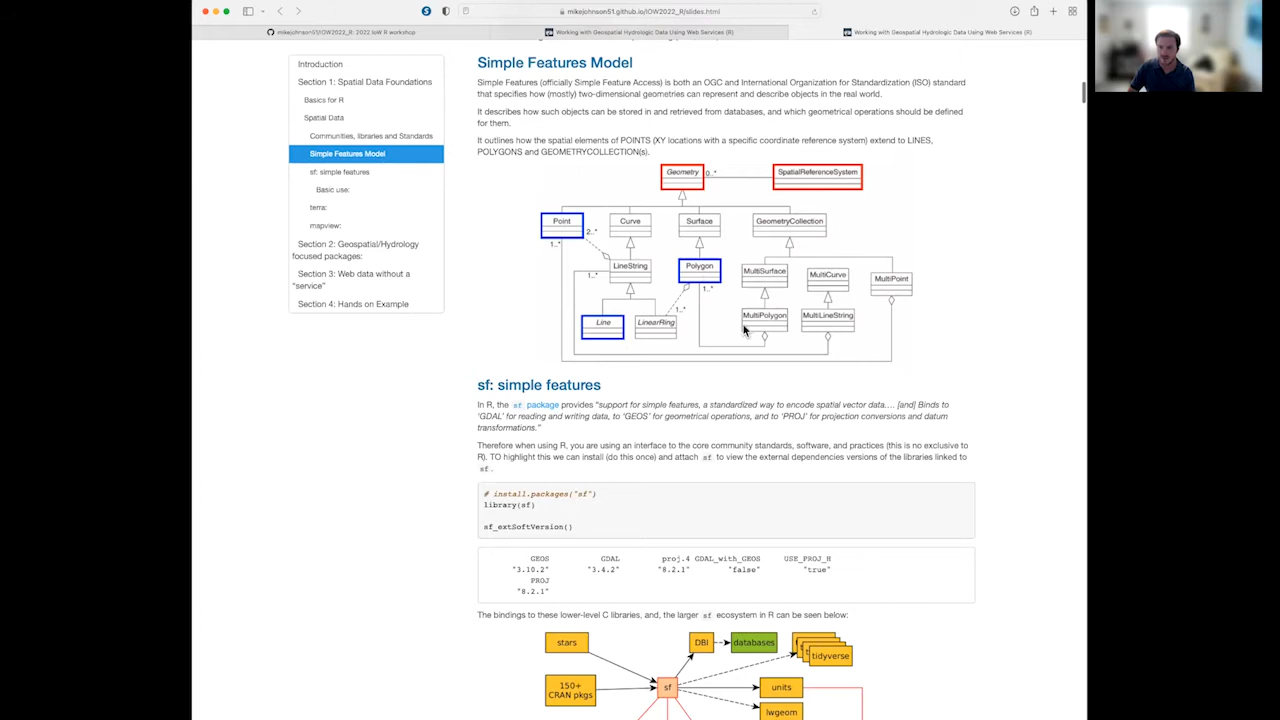 mikejohnson51.github.io/IOW2022_R/slides.html
mikejohnson51/IOW2022_R: 2022 IoW R workshop
Working with Geospatial Hydrologic Data Using Web Services (R)
Working with Geospatial Hydrologic Data Using Web Services (R)
Introduction
Section 1: Spatial Data Foundations
Basics for R
Spatial Data
Communities, libraries and Standards
Simple Features Model
sf: simple features
Basic use:
terra:
mapview:
Section 2: Geospatial/Hydrology
focused packages:
Section 3: Web data without a
“service”
Section 4: Hands on Example
Simple Features Model
Simple Features (officially Simple Feature Access) is both an OGC and International Organization for Standardization (ISO) standard
that specifies how (mostly) two-dimensional geometries can represent and describe objects in the real world.
It describes how such objects can be stored in and retrieved from databases, and which geometrical operations should be defined
for them.
It outlines how the spatial elements of POINTS (XY locations with a specific coordinate reference system) extend to LINES,
POLYGONS and GEOMETRYCOLLECTION(s).
Geometry
0..*
SpatialReferenceSystem
Point
Curve
Surface
GeometryCollection
2..*
1..*
LineString
Polygon
MultiSurface
MultiCurve
MultiPoint
1..*
1..*
1..*
Line
LinearRing
MultiPolygon
MultiLineString
sf: simple features
In R, the sf package provides “support for simple features, a standardized way to encode spatial vector data…. [and] Binds to
‘GDAL’ for reading and writing data, to ‘GEOS’ for geometrical operations, and to ‘PROJ’ for projection conversions and datum
transformations.”
Therefore when using R, you are using an interface to the core community standards, software, and practices (this is no exclusive to
R). TO highlight this we can install (do this once) and attach sf to view the external dependencies versions of the libraries linked to
sf.
# install.packages("sf")
library(sf)
sf_extSoftVersion()
GEOS GDAL proj.4 GDAL_with_GEOS USE_PROJ_H
"3.10.2" "3.4.2" "8.2.1" "false" "true"
PROJ
"8.2.1"
The bindings to these lower-level C libraries, and, the larger sf ecosystem in R can be seen below:
stars
DBI
databases
tidyverse
150+
CRAN pkgs
sf
units
lwgeom